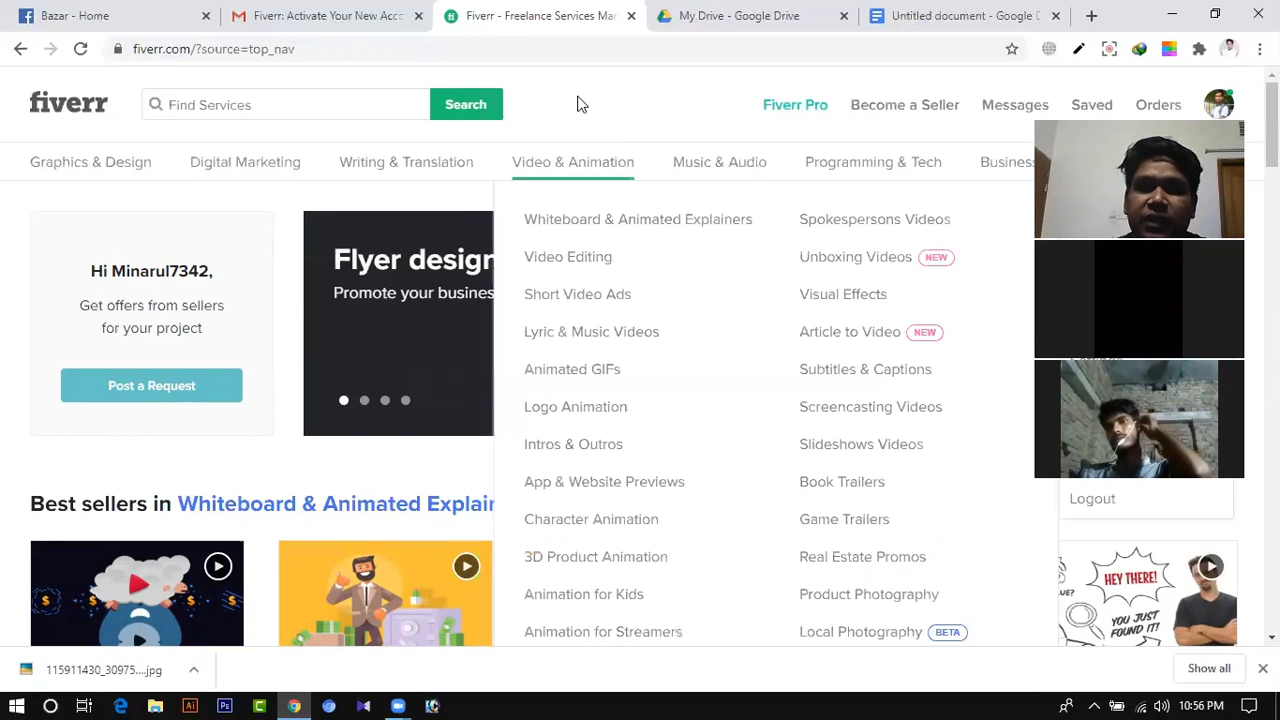 Bazar - Home
Fiverr: Activate Your New Acco
Fiverr - Freelance Services Mar
My Drive - Google Drive
Untitled document - Google D
fiverr.com/?source=top_nav
fiverr
Find Services
Search
Fiverr Pro
Become a Seller
Messages
Saved
Orders
Graphics & Design
Digital Marketing
Writing & Translation
Video & Animation
Music & Audio
Programming & Tech
Business
Hi Minarul7342,
Get offers from sellers
for your project
Post a Request
Flyer design
Promote your business
Whiteboard & Animated Explainers
Video Editing
Short Video Ads
Lyric & Music Videos
Animated GIFs
Logo Animation
Intros & Outros
App & Website Previews
Character Animation
3D Product Animation
Animation for Kids
Animation for Streamers
Spokespersons Videos
Unboxing Videos NEW
Visual Effects
Article to Video NEW
Subtitles & Captions
Screencasting Videos
Slideshows Videos
Book Trailers
Game Trailers
Real Estate Promos
Product Photography
Local Photography BETA
Logout
Best sellers in Whiteboard & Animated Explain
HEY THERE!
YOU JUST
FOUND IT!
115911430_30975....jpg
Show all
10:56 PM